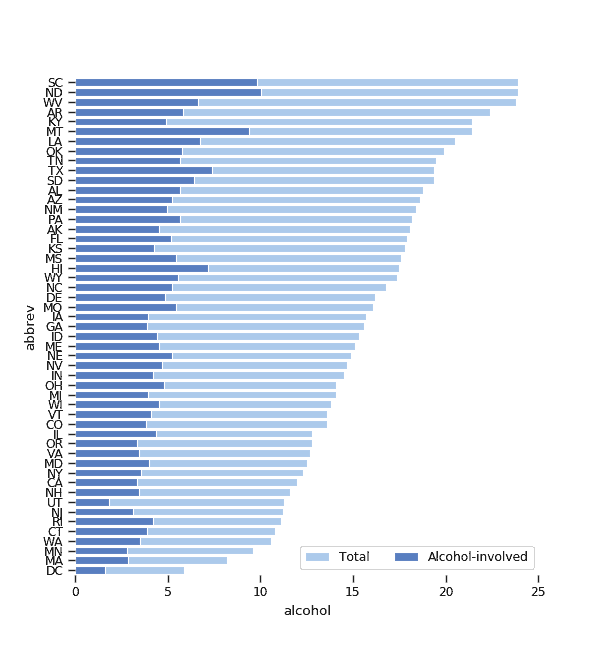 SC
ND
WV
AR
KY
MT
LA
OK
TN
TX
SD
AL
AZ
NM
PA
AK
FL
KS
MS
HI
WY
NC
DE
MO
IA
GA
ID
ME
NE
NV
IN
OH
MI
WI
VT
CO
IL
OR
VA
MD
NY
CA
NH
UT
NJ
RI
CT
WA
MN
MA
DC
abbrev
Total Alcohol-involved
0 5 10 15 20 25
alcohol